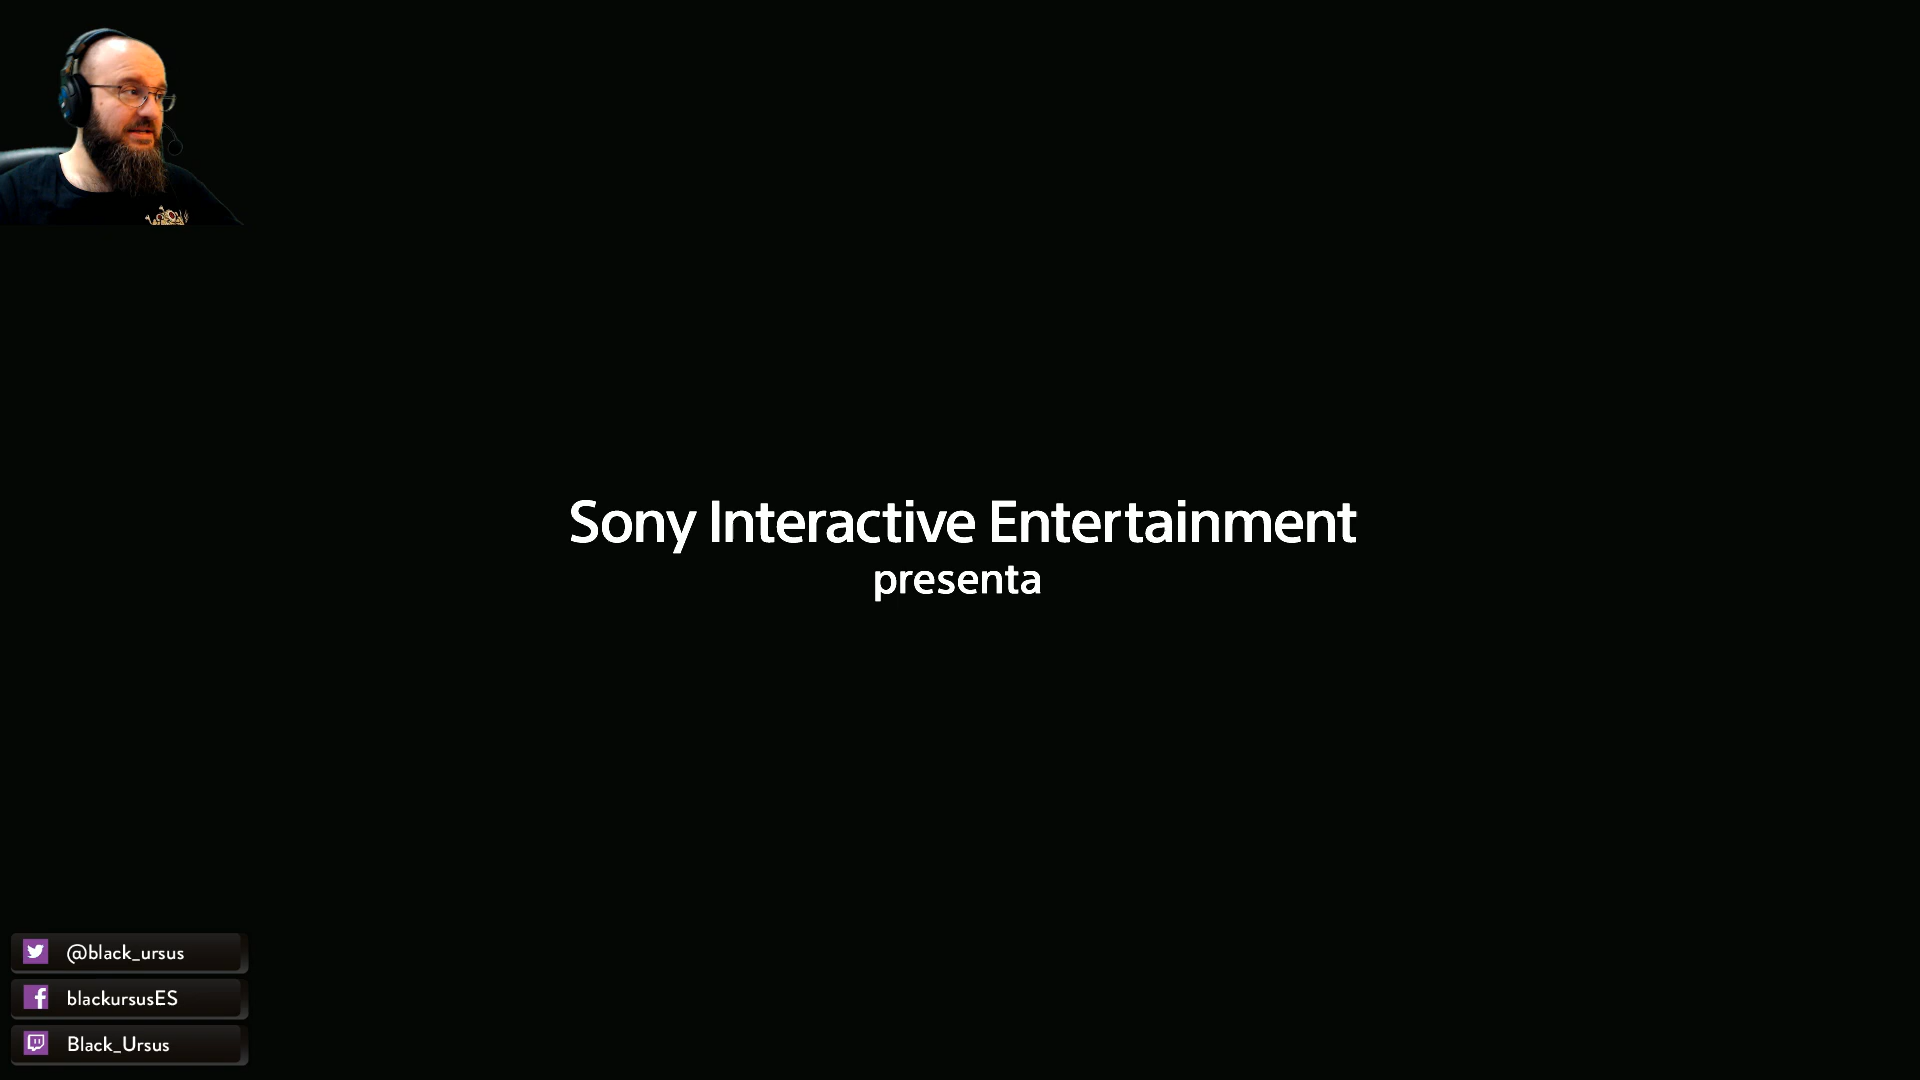 Sony Interactive Entertainment
presenta
@black_ursus
blackursusES
Black_Ursus